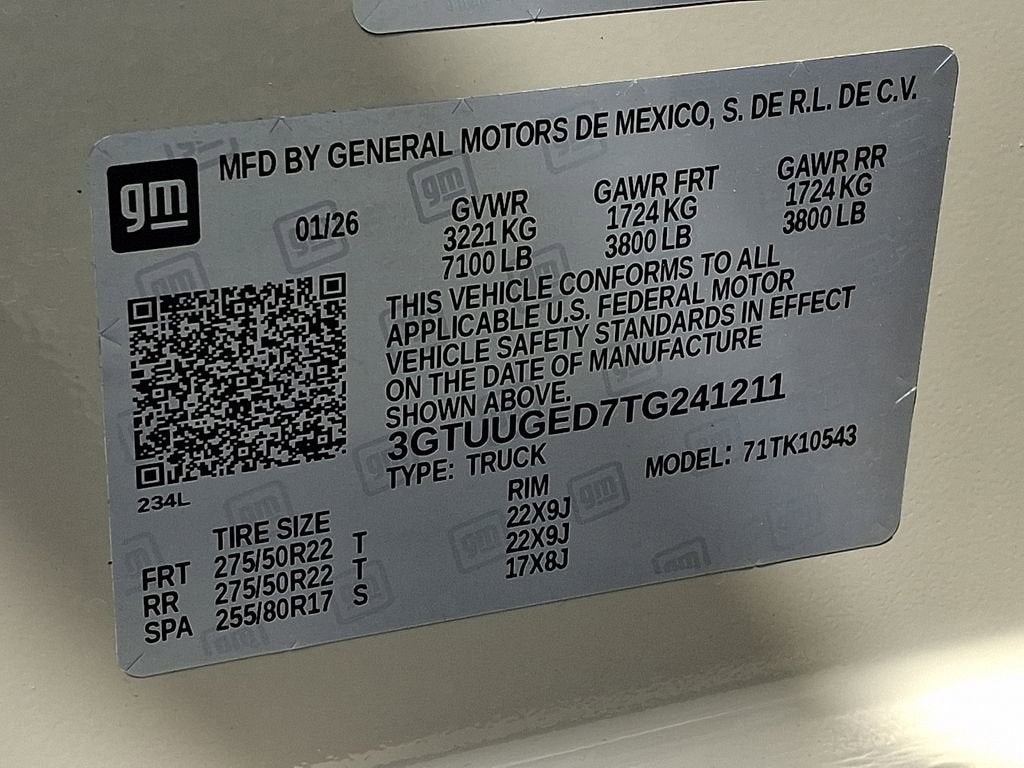 gm
MFD BY GENERAL MOTORS DE MEXICO, S. DE R.L. DE C.V.
01/26
GVWR GAWR FRT GAWR RR
3221 KG 1724 KG 1724 KG
7100 LB 3800 LB 3800 LB
THIS VEHICLE CONFORMS TO ALL
APPLICABLE U.S. FEDERAL MOTOR
VEHICLE SAFETY STANDARDS IN EFFECT
ON THE DATE OF MANUFACTURE
SHOWN ABOVE.
3GTUUGED7TG241211
TYPE: TRUCK MODEL: 71TK10543
234L
TIRE SIZE RIM
FRT 275/50R22 T 22X9J
RR 275/50R22 T 22X9J
SPA 255/80R17 S 17X8J